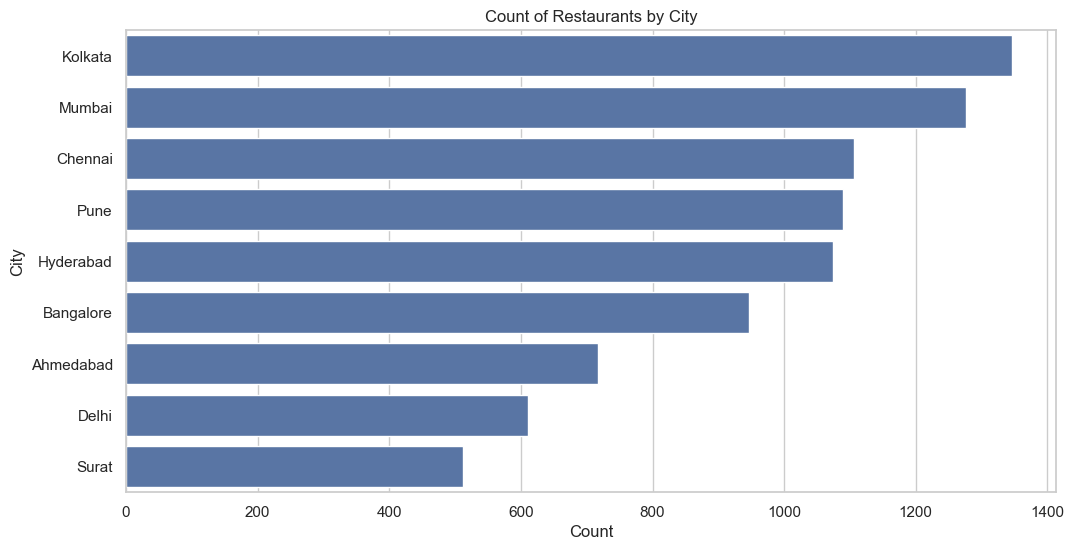 Count of Restaurants by City
Kolkata
Mumbai
Chennai
Pune
Hyderabad
Bangalore
Ahmedabad
Delhi
Surat
City
0 200 400 600 800 1000 1200 1400
Count